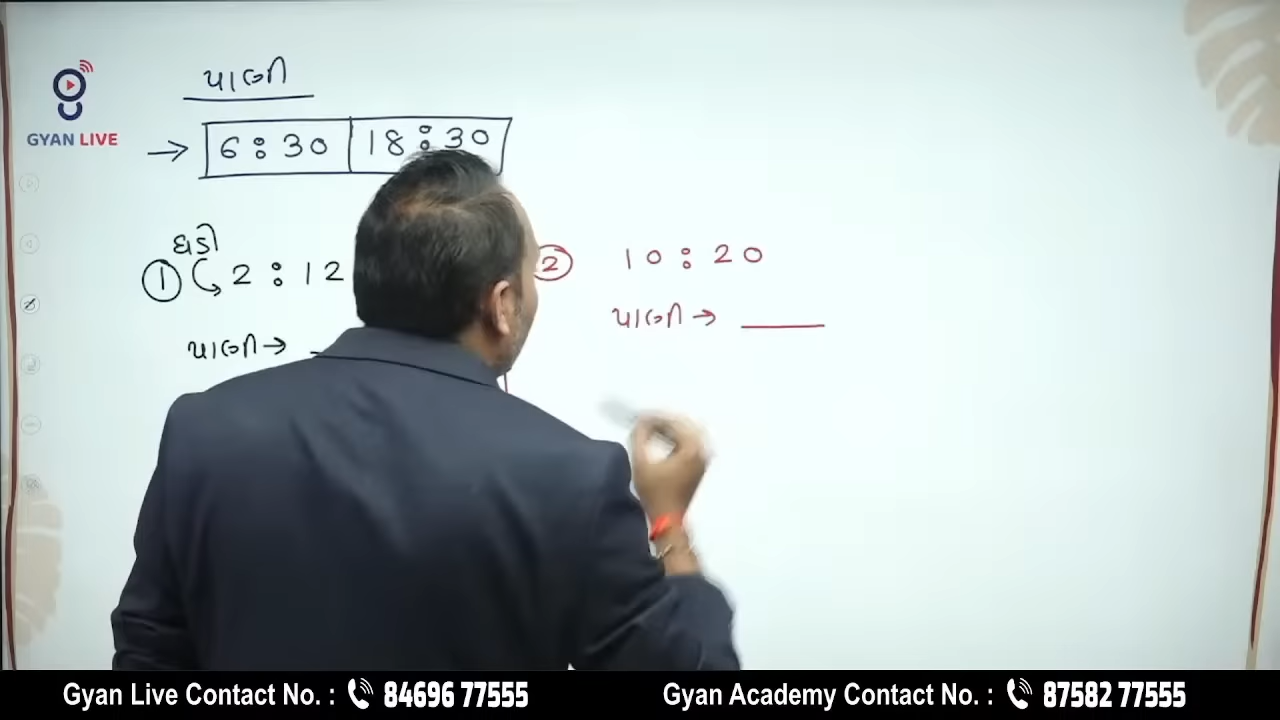 પાણી
GYAN LIVE
→ 6:30 18:30
ઘડી
① 2:12
② 10:20
પાણી →
પાણી → ____
Gyan Live Contact No. : 84696 77555 Gyan Academy Contact No. : 87582 77555